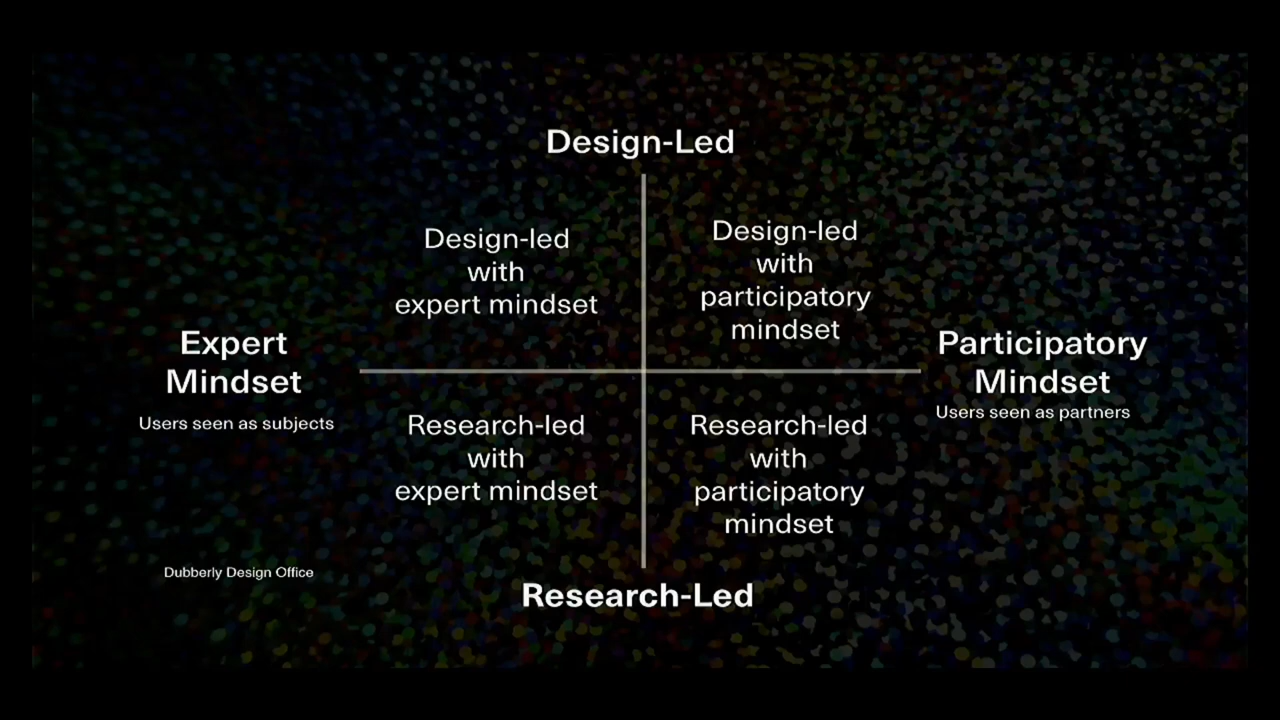 Design-Led
Design-led
with
expert mindset
Design-led
with
participatory
mindset
Expert
Mindset
Users seen as subjects
Participatory
Mindset
Users seen as partners
Research-led
with
expert mindset
Research-led
with
participatory
mindset
Dubberly Design Office
Research-Led